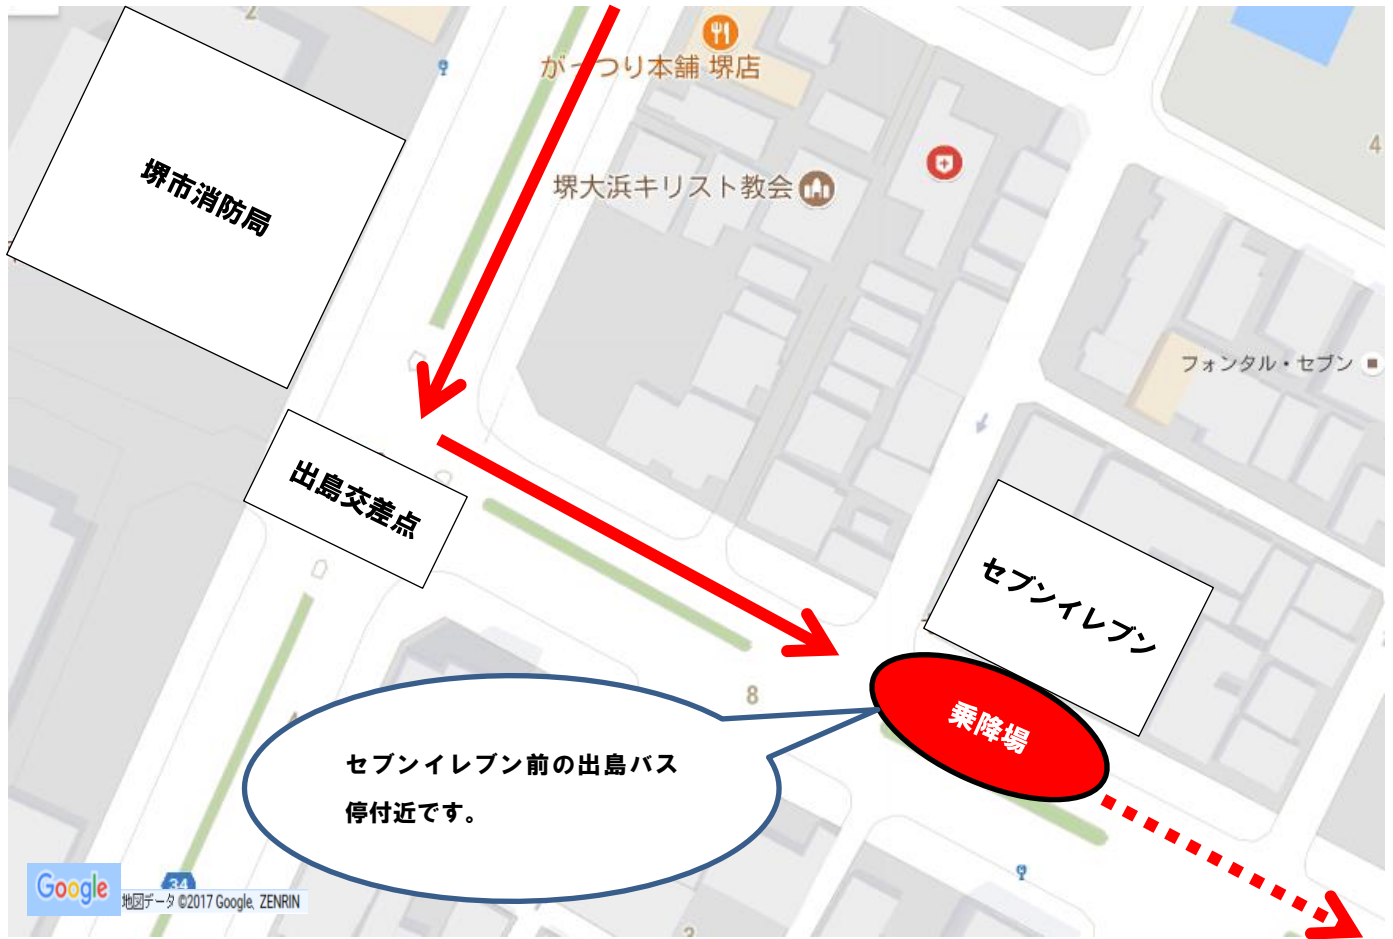 2
がっつり本舗 堺店
4
堺市消防局
堺大浜キリスト教会
フォンタル・セブン
出島交差点
セブンイレブン
8
乗降場
セブンイレブン前の出島バス
停付近です。
34
Google
地図データ ©2017 Google, ZENRIN
3